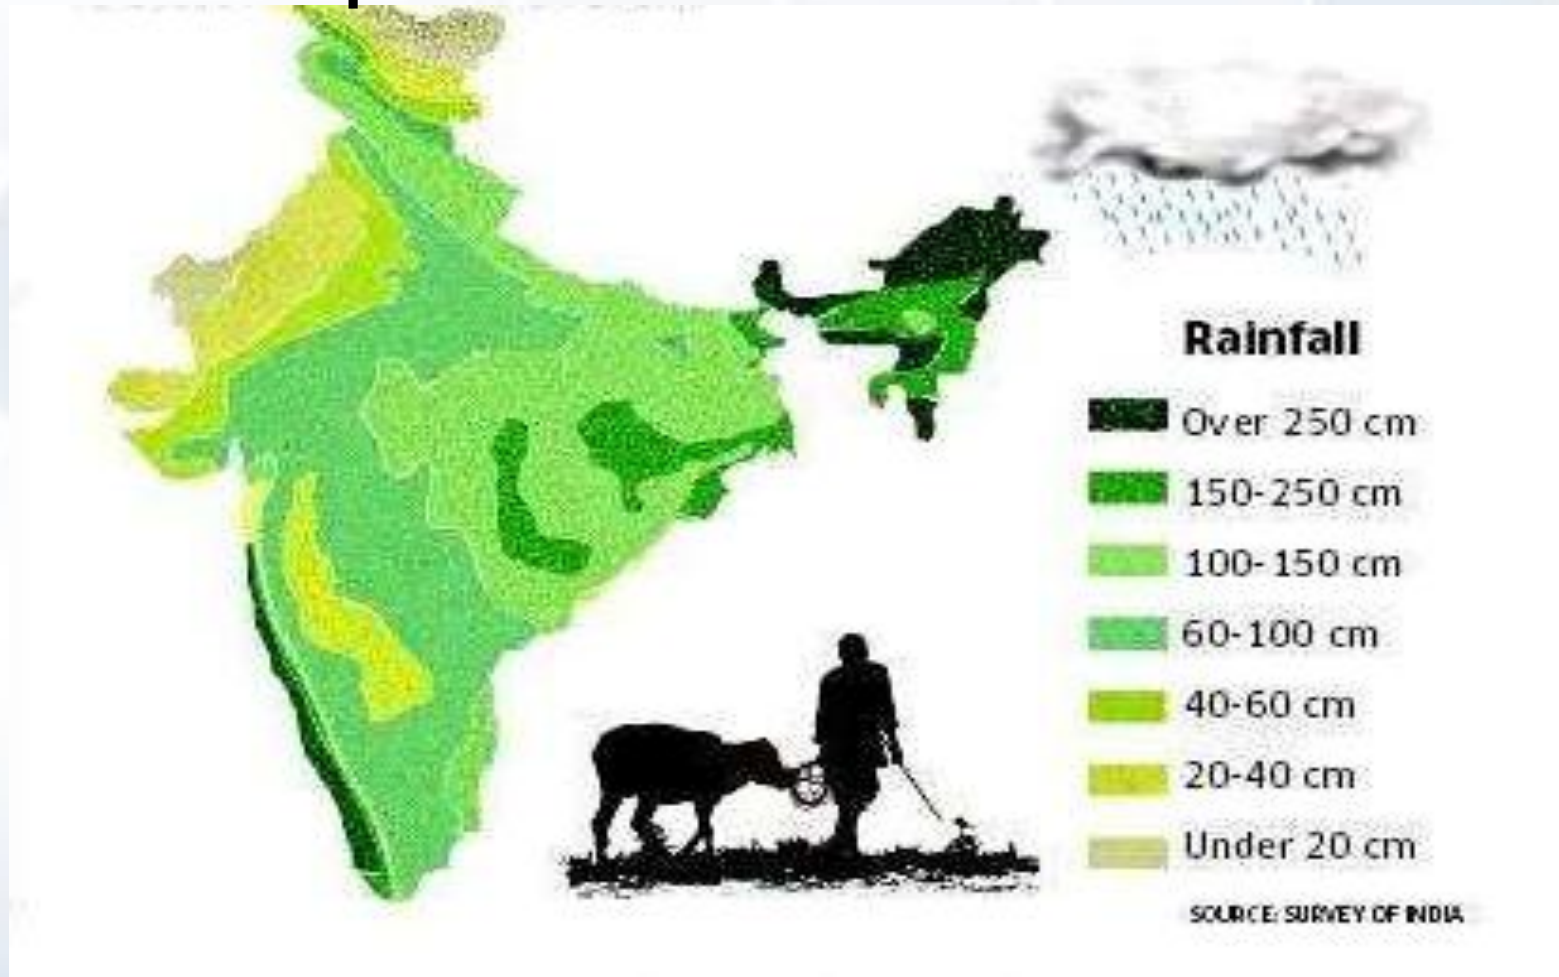 Rainfall
Over 250 cm
150-250 cm
100-150 cm
60-100 cm
40-60 cm
20-40 cm
Under 20 cm
SOURCE: SURVEY OF INDIA